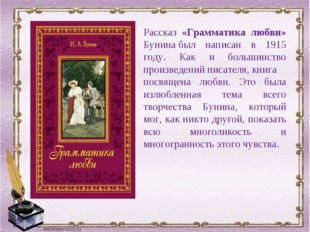 Рассказ «Грамматика любви»
Бунина был написан в 1915
году. Как и большинство
произведений писателя, книга
посвящена любви. Это была
излюбленная тема всего
творчества Бунина, который
мог, как никто другой, показать
всю многоликость и
многогранность этого чувства.
И. А. Бунин
Грамматика
любви